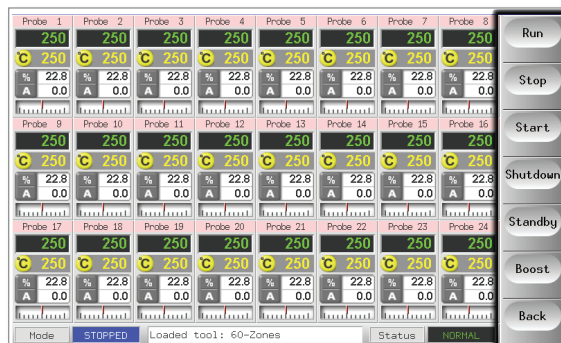 Probe 1 Probe 2 Probe 3 Probe 4 Probe 5 Probe 6 Probe 7 Probe 8
250 250 250 250 250 250 250 250
°C 250 °C 250 °C 250 °C 250 °C 250 °C 250 °C 250 °C 250
% 22.8 % 22.8 % 22.8 % 22.8 % 22.8 % 22.8 % 22.8 % 22.8
A 0.0 A 0.0 A 0.0 A 0.0 A 0.0 A 0.0 A 0.0 A 0.0
Probe 9 Probe 10 Probe 11 Probe 12 Probe 13 Probe 14 Probe 15 Probe 16
250 250 250 250 250 250 250 250
°C 250 °C 250 °C 250 °C 250 °C 250 °C 250 °C 250 °C 250
% 22.8 % 22.8 % 22.8 % 22.8 % 22.8 % 22.8 % 22.8 % 22.8
A 0.0 A 0.0 A 0.0 A 0.0 A 0.0 A 0.0 A 0.0 A 0.0
Probe 17 Probe 18 Probe 19 Probe 20 Probe 21 Probe 22 Probe 23 Probe 24
250 250 250 250 250 250 250 250
°C 250 °C 250 °C 250 °C 250 °C 250 °C 250 °C 250 °C 250
% 22.8 % 22.8 % 22.8 % 22.8 % 22.8 % 22.8 % 22.8 % 22.8
A 0.0 A 0.0 A 0.0 A 0.0 A 0.0 A 0.0 A 0.0 A 0.0
Mode STOPPED Loaded tool: 60-Zones Status NORMAL
Run
Stop
Start
Shutdown
Standby
Boost
Back